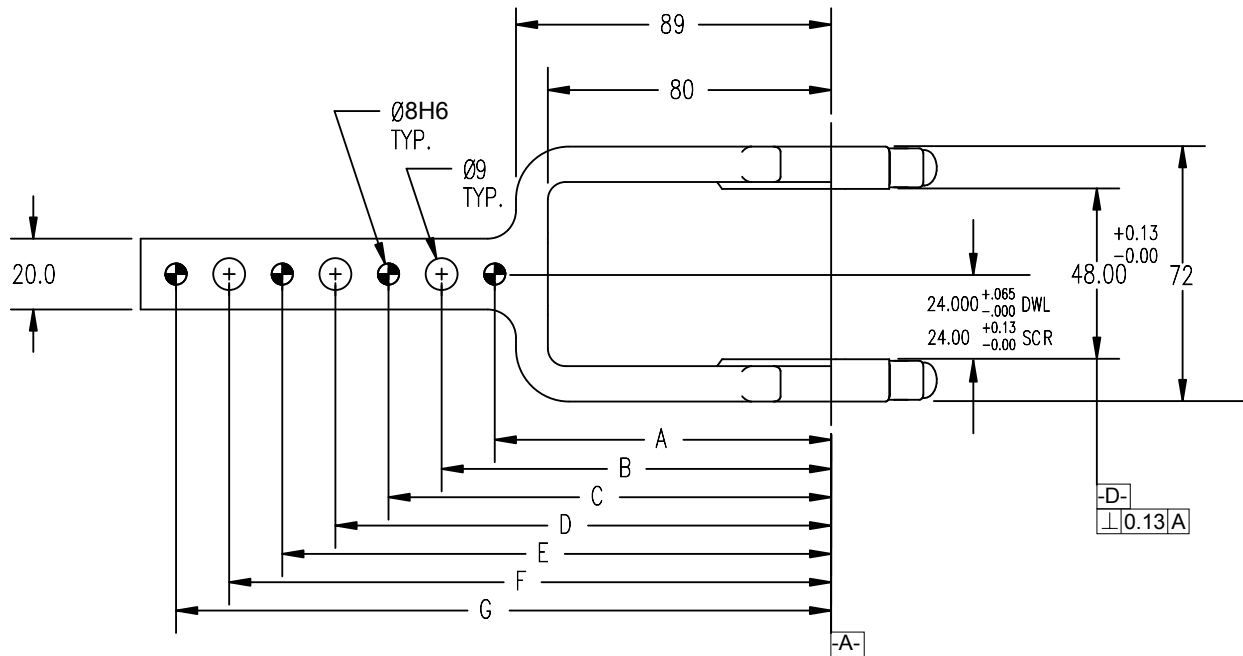 89
80
Ø8H6
TYP.
Ø9
TYP.
20.0
48.00 +0.13 -0.00
72
24.000 +.065 -.000 DWL
24.00 +0.13 -0.00 SCR
A
B
C
D
E
F
G
-D-
⊥ 0.13 A
-A-